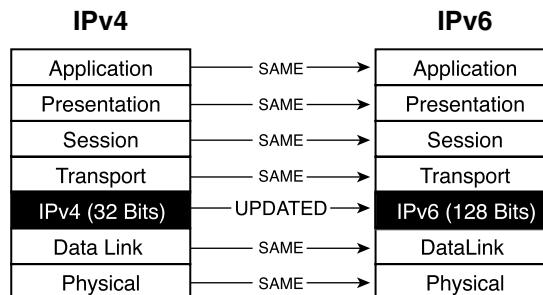 IPv4 IPv6
Application SAME Application
Presentation SAME Presentation
Session SAME Session
Transport SAME Transport
IPv4 (32 Bits) UPDATED IPv6 (128 Bits)
Data Link SAME DataLink
Physical SAME Physical